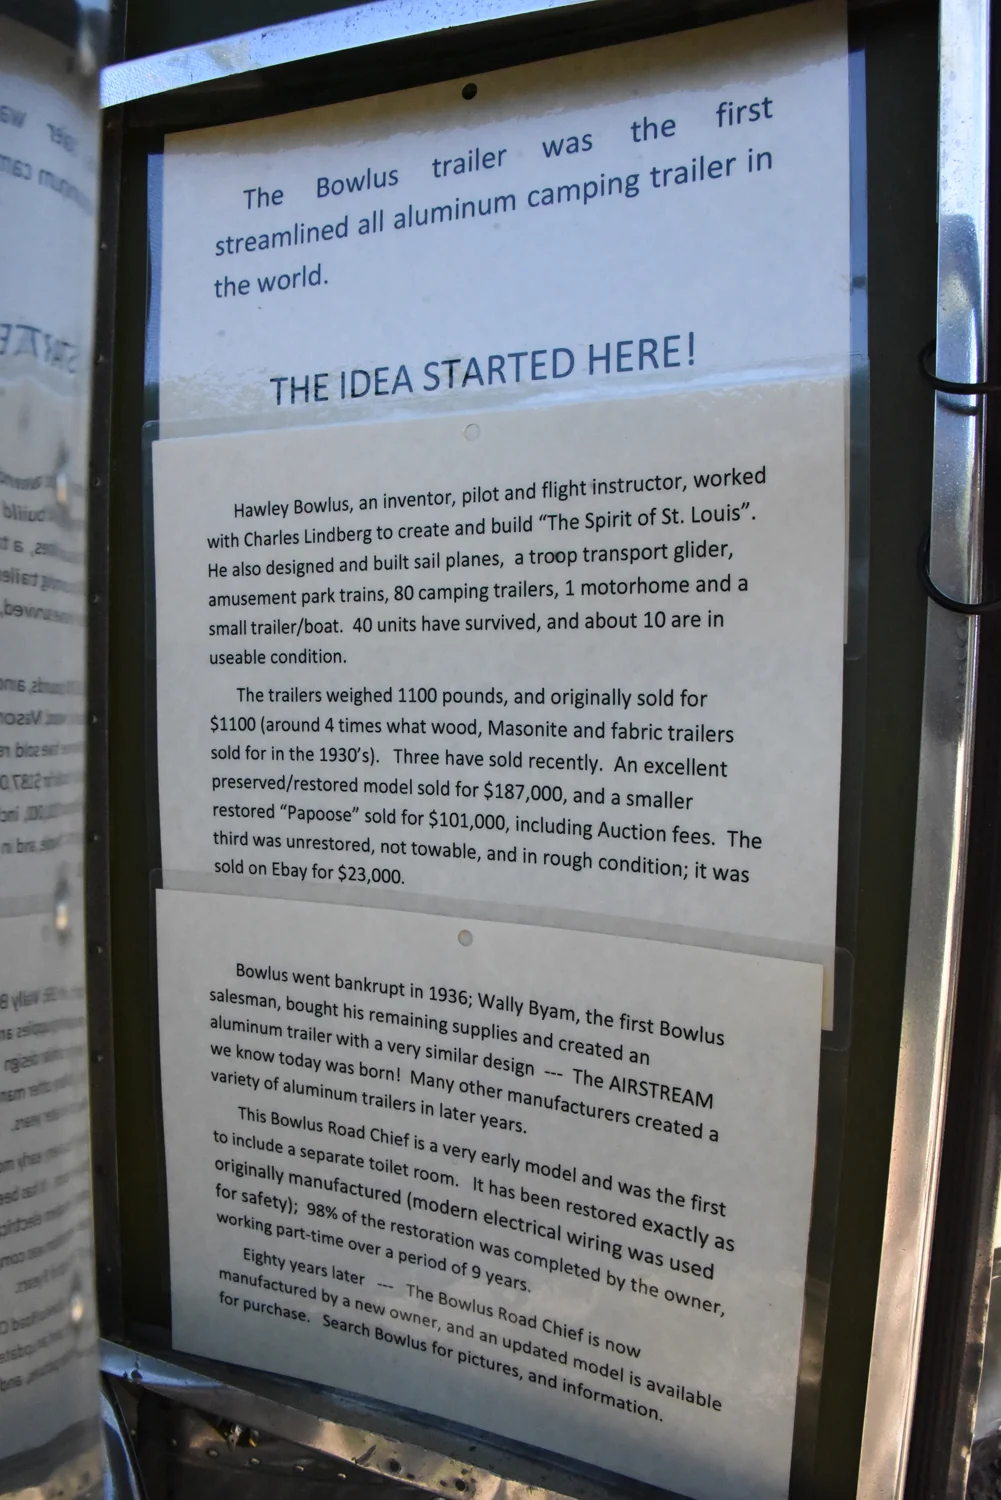 The Bowlus trailer was the first
streamlined all aluminum camping trailer in
the world.
THE IDEA STARTED HERE!
Hawley Bowlus, an inventor, pilot and flight instructor, worked
with Charles Lindberg to create and build “The Spirit of St. Louis”.
He also designed and built sail planes, a troop transport glider,
amusement park trains, 80 camping trailers, 1 motorhome and a
small trailer/boat. 40 units have survived, and about 10 are in
useable condition.
The trailers weighed 1100 pounds, and originally sold for
$1100 (around 4 times what wood, Masonite and fabric trailers
sold for in the 1930’s). Three have sold recently. An excellent
preserved/restored model sold for $187,000, and a smaller
restored “Papoose” sold for $101,000, including Auction fees. The
third was unrestored, not towable, and in rough condition; it was
sold on Ebay for $23,000.
Bowlus went bankrupt in 1936; Wally Byam, the first Bowlus
salesman, bought his remaining supplies and created an
aluminum trailer with a very similar design --- The AIRSTREAM
we know today was born! Many other manufacturers created a
variety of aluminum trailers in later years.
This Bowlus Road Chief is a very early model and was the first
to include a separate toilet room. It has been restored exactly as
originally manufactured (modern electrical wiring was used
for safety); 98% of the restoration was completed by the owner,
working part-time over a period of 9 years.
Eighty years later --- The Bowlus Road Chief is now
manufactured by a new owner, and an updated model is available
for purchase. Search Bowlus for pictures, and information.